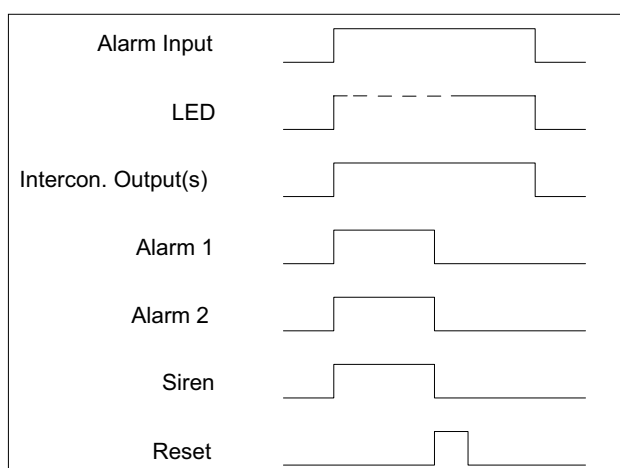 Alarm Input
LED
Intercon. Output(s)
Alarm 1
Alarm 2
Siren
Reset